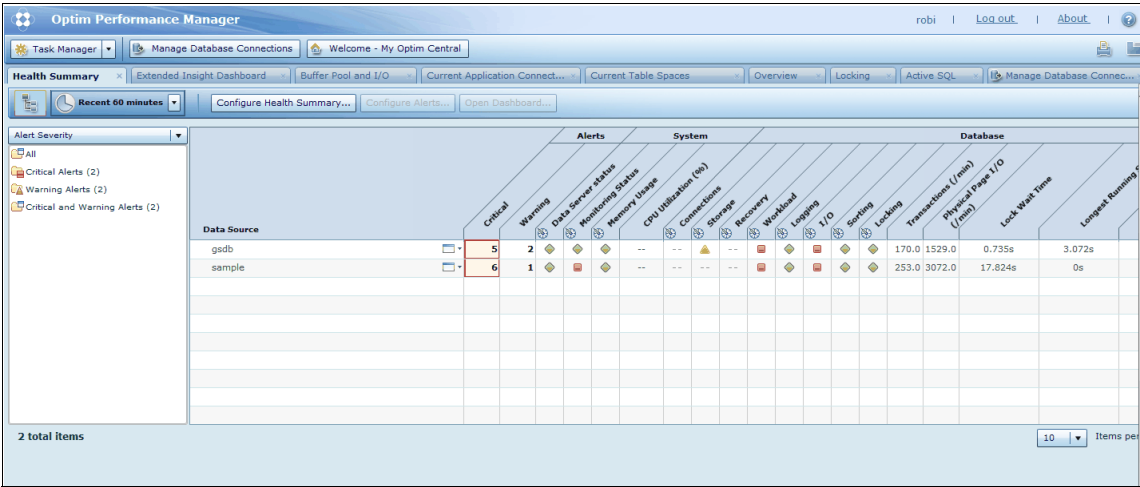 Optim Performance Manager robi | Log out | About | ?
Task Manager Manage Database Connections Welcome - My Optim Central
Health Summary × Extended Insight Dashboard Buffer Pool and I/O Current Application Connect... Current Table Spaces Overview Locking Active SQL Manage Database Connec...
Recent 60 minutes Configure Health Summary... Configure Alerts... Open Dashboard...
Alert Severity
All
Critical Alerts (2)
Warning Alerts (2)
Critical and Warning Alerts (2)
Alerts System Database
Data Source Critical Warning Data Server status Monitoring Status Memory Usage CPU Utilization (%) Connections Storage Recovery Workload Logging I/O Sorting Locking Transactions (/min) Physical Page I/O (/min) Lock Wait Time Longest Running
gsdb 5 2 -- -- -- 170.0 1529.0 0.735s 3.072s
sample 6 1 -- -- -- -- 253.0 3072.0 17.824s 0s
2 total items 10 Items per